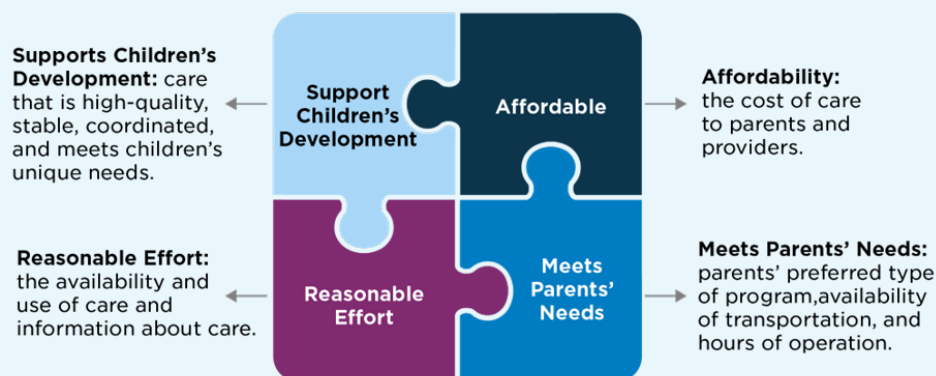 Supports Children's
Development: care
that is high-quality,
stable, coordinated,
and meets children's
unique needs.
Support
Children's
Development
Affordable
Affordability:
the cost of care
to parents and
providers.
Reasonable Effort:
the availability and
use of care and
information about care.
Reasonable
Effort
Meets
Parents'
Needs
Meets Parents' Needs:
parents' preferred type
of program,availability
of transportation, and
hours of operation.